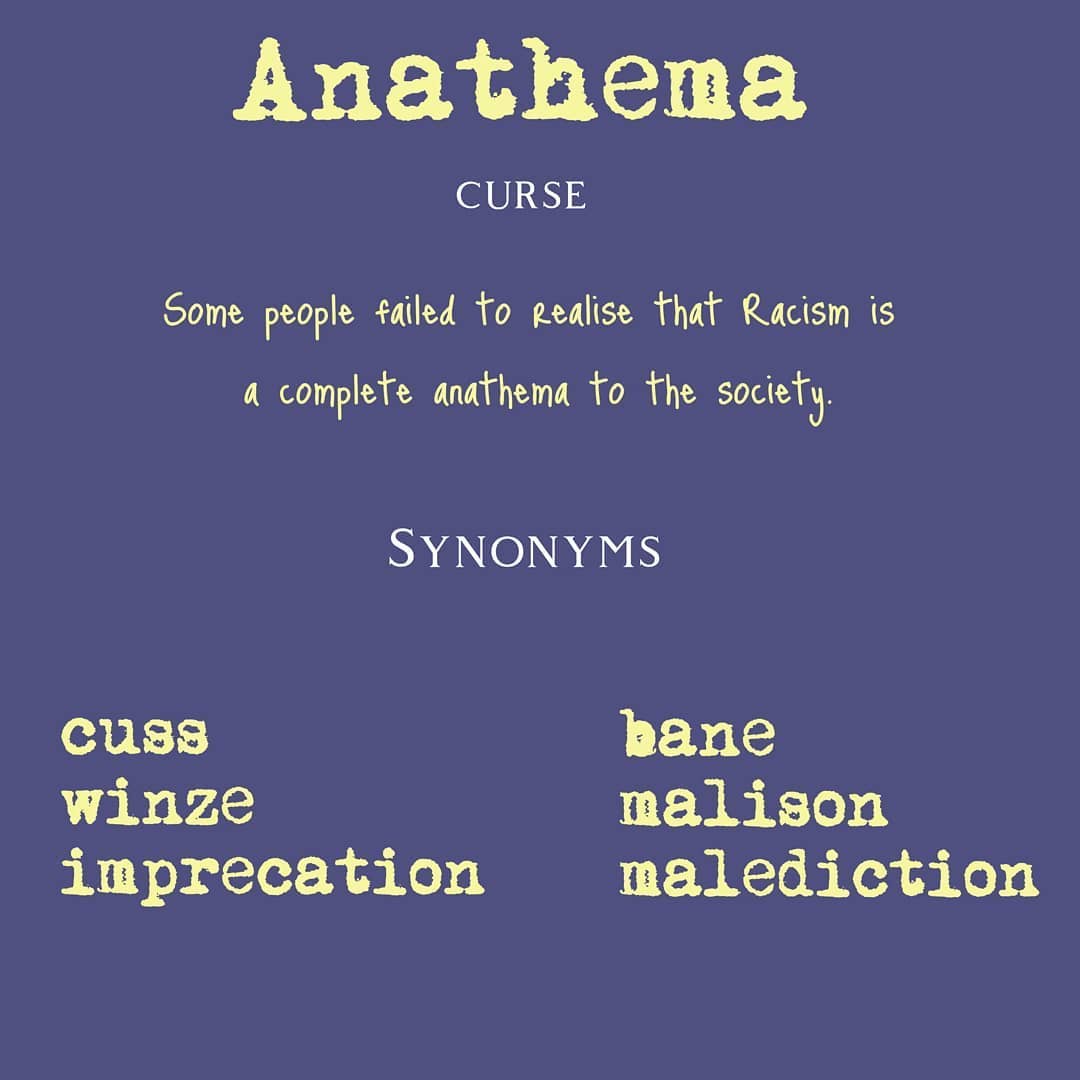 Anathema
CURSE
Some people failed to realise that Racism is
a complete anathema to the society.
SYNONYMS
cuss
winze
imprecation
bane
malison
malediction